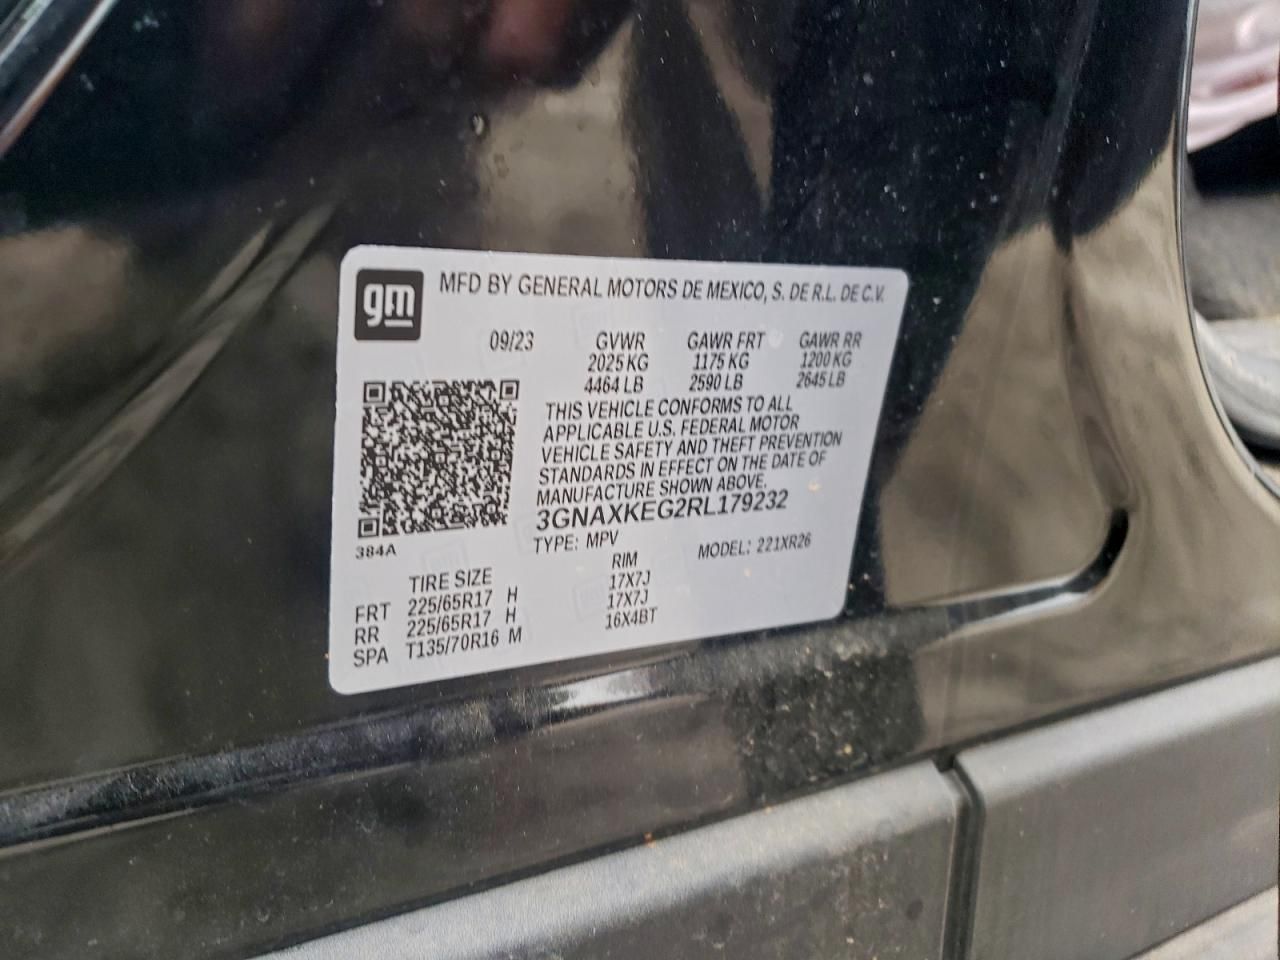 gm
MFD BY GENERAL MOTORS DE MEXICO, S. DE R.L. DE C.V.
09/23 GVWR GAWR FRT GAWR RR
2025 KG 1175 KG 1200 KG
4464 LB 2590 LB 2645 LB
THIS VEHICLE CONFORMS TO ALL
APPLICABLE U.S. FEDERAL MOTOR
VEHICLE SAFETY AND THEFT PREVENTION
STANDARDS IN EFFECT ON THE DATE OF
MANUFACTURE SHOWN ABOVE.
3GNAXKEG2RL179232
384A
TYPE: MPV MODEL: 221XR26
TIRE SIZE RIM
FRT 225/65R17 H 17X7J
RR 225/65R17 H 17X7J
SPA T135/70R16 M 16X4BT